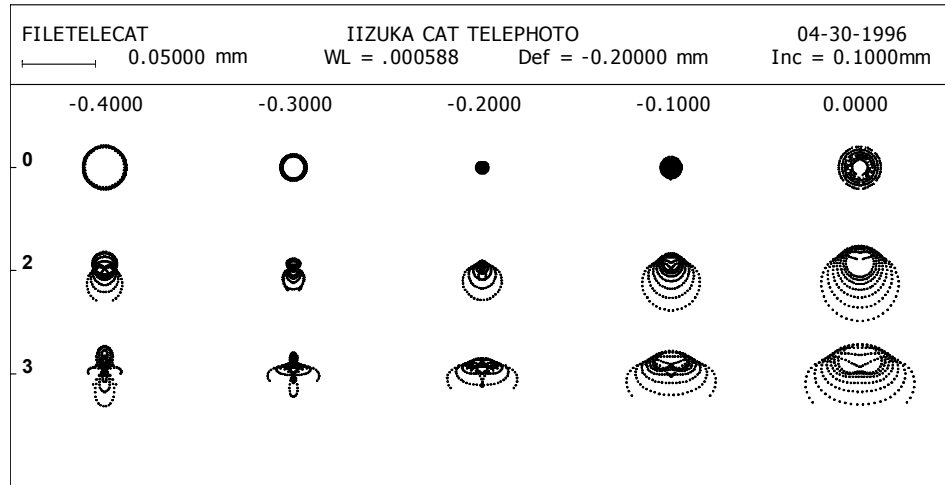 FILETELECAT IIZUKA CAT TELEPHOTO 04-30-1996
0.05000 mm WL = .000588 Def = -0.20000 mm Inc = 0.1000mm
-0.4000 -0.3000 -0.2000 -0.1000 0.0000
0
2
3